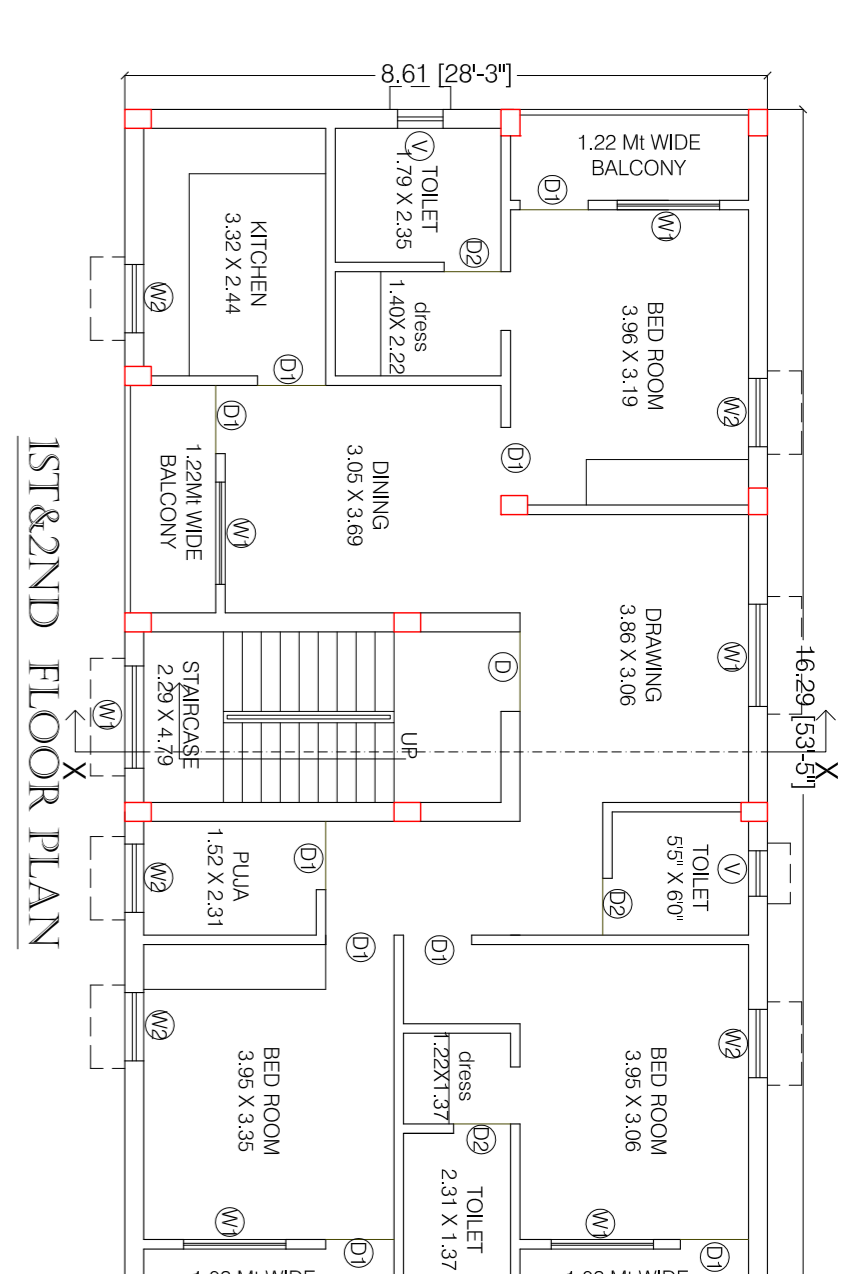 8.61 [28'-3"]
1.22 Mt WIDE
BALCONY
V
TOILET
1.79 X 2.35
D1
W1
D2
KITCHEN
3.32 X 2.44
W2
dress
1.40X 2.22
BED ROOM
3.96 X 3.19
W2
D1
D1
D1
1.22Mt WIDE
BALCONY
W1
DINING
3.05 X 3.69
DRAWING
3.86 X 3.06
W1
16.29 [53'-5"]
D
STAIRCASE
2.29 X 4.79
W1
UP
X
X
1ST&2ND FLOOR PLAN
PUJA
1.52 X 2.31
D1
W2
TOILET
5'5" X 6'0"
V
D2
D1
D1
W2
BED ROOM
3.95 X 3.35
dress
1.22X1.37
D2
BED ROOM
3.95 X 3.06
W2
TOILET
2.31 X 1.37
W1
D1
W1
D1
Mt WIDE
Mt WIDE